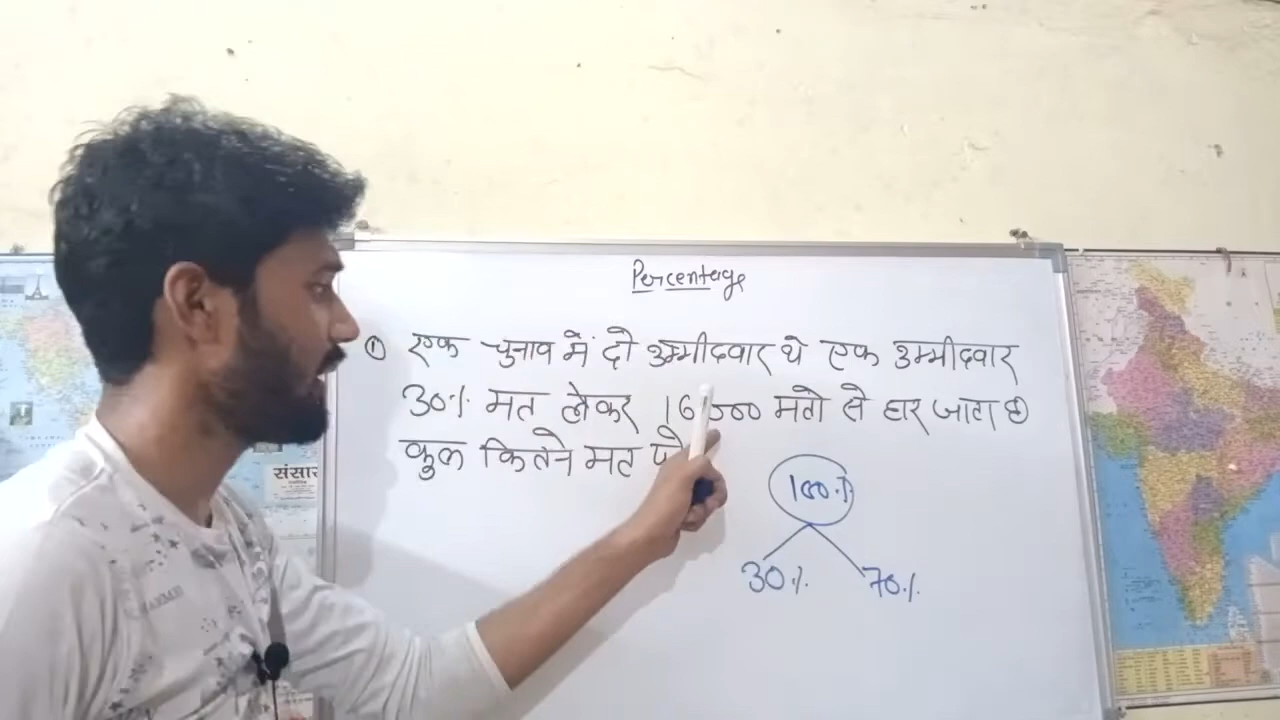 Percentage
① एक चुनाव में दो उम्मीदवार थे एक उम्मीदवार
30% मत लेकर मतो से हार जाता है
कुल कितने मत
100%
30% 70%
संसार